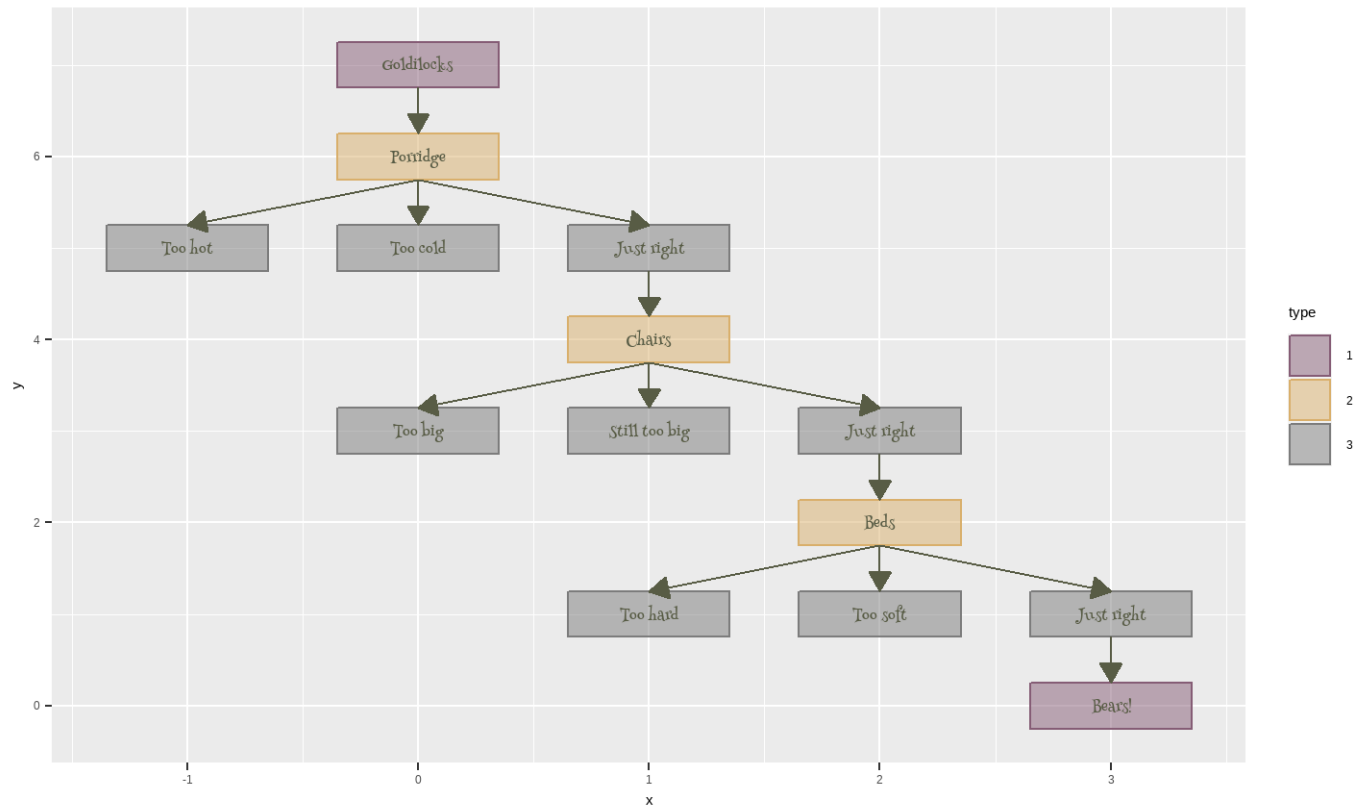 Goldilocks
Porridge
6
Too hot
Too cold
Just right
type
1
2
3
Chairs
4
y
Too big
Still too big
Just right
Beds
2
Too hard
Too soft
Just right
Bears!
0
-1
0
1
2
3
x